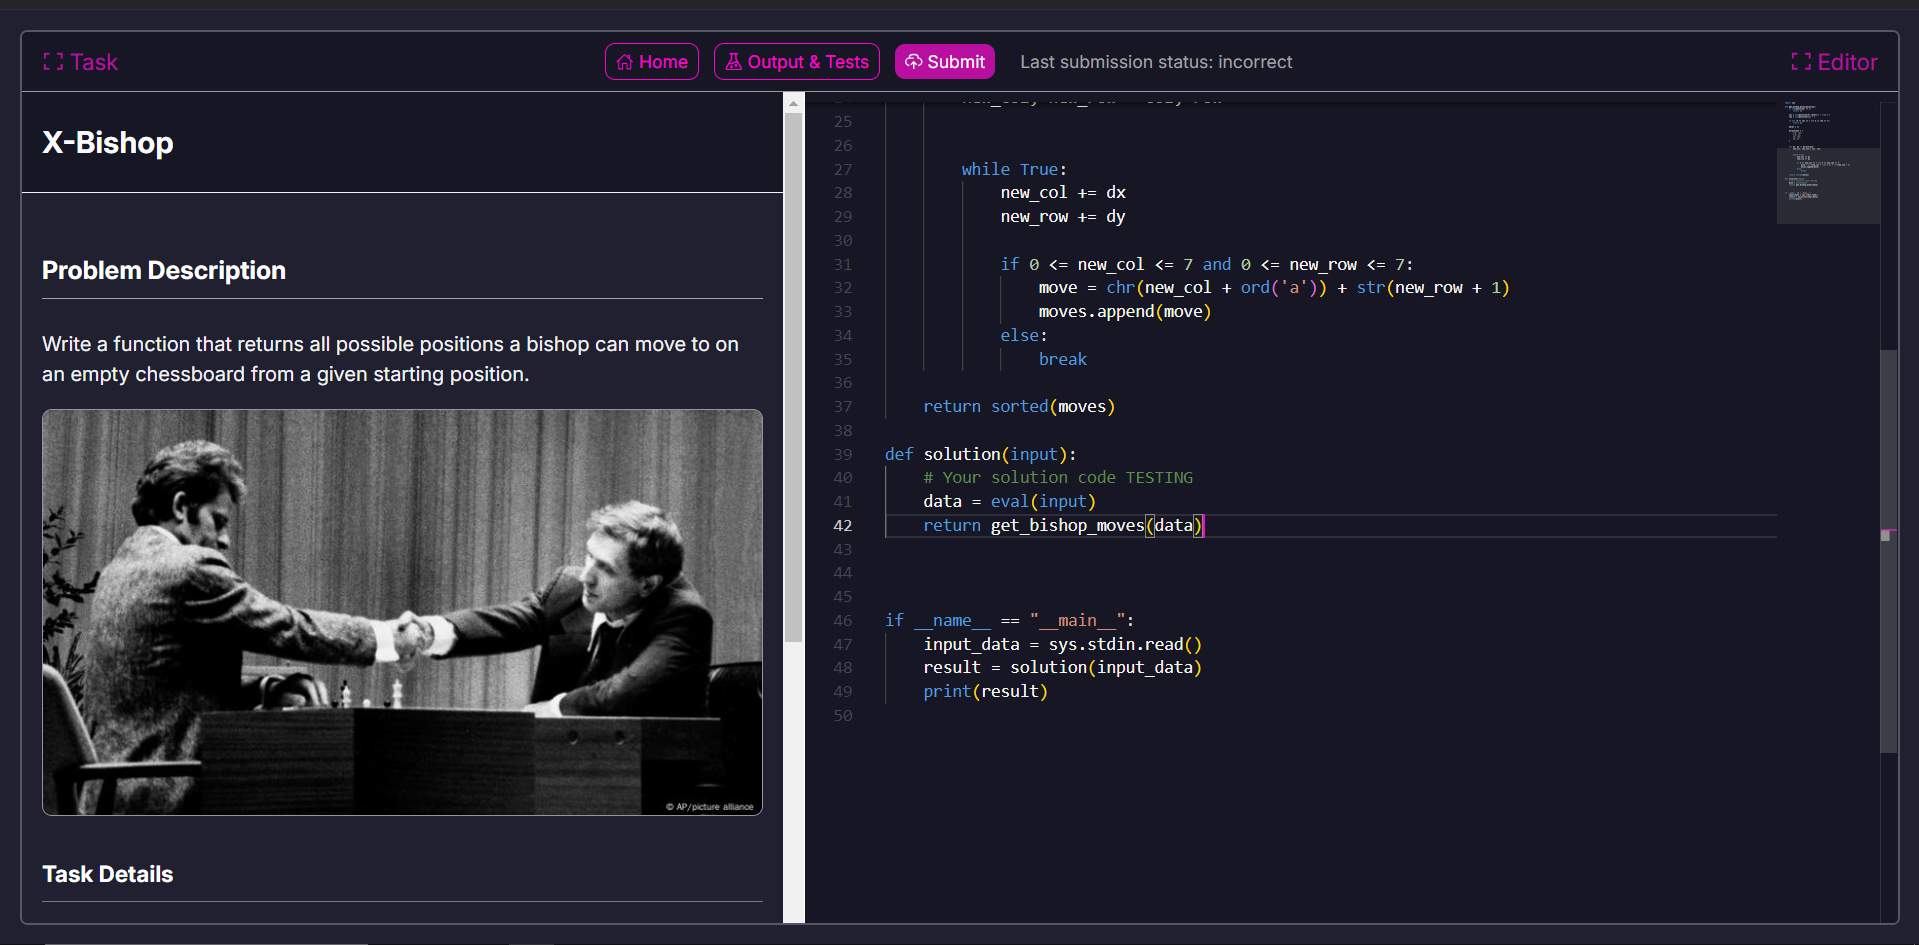 Task
Home
Output & Tests
Submit
Last submission status: incorrect
Editor
X-Bishop
Problem Description
Write a function that returns all possible positions a bishop can move to on
an empty chessboard from a given starting position.
© AP/picture alliance
Task Details
25
26
27 while True:
28 new_col += dx
29 new_row += dy
30
31 if 0 <= new_col <= 7 and 0 <= new_row <= 7:
32 move = chr(new_col + ord('a')) + str(new_row + 1)
33 moves.append(move)
34 else:
35 break
36
37 return sorted(moves)
38
39 def solution(input):
40 # Your solution code TESTING
41 data = eval(input)
42 return get_bishop_moves(data)
43
44
45
46 if __name__ == "__main__":
47 input_data = sys.stdin.read()
48 result = solution(input_data)
49 print(result)
50